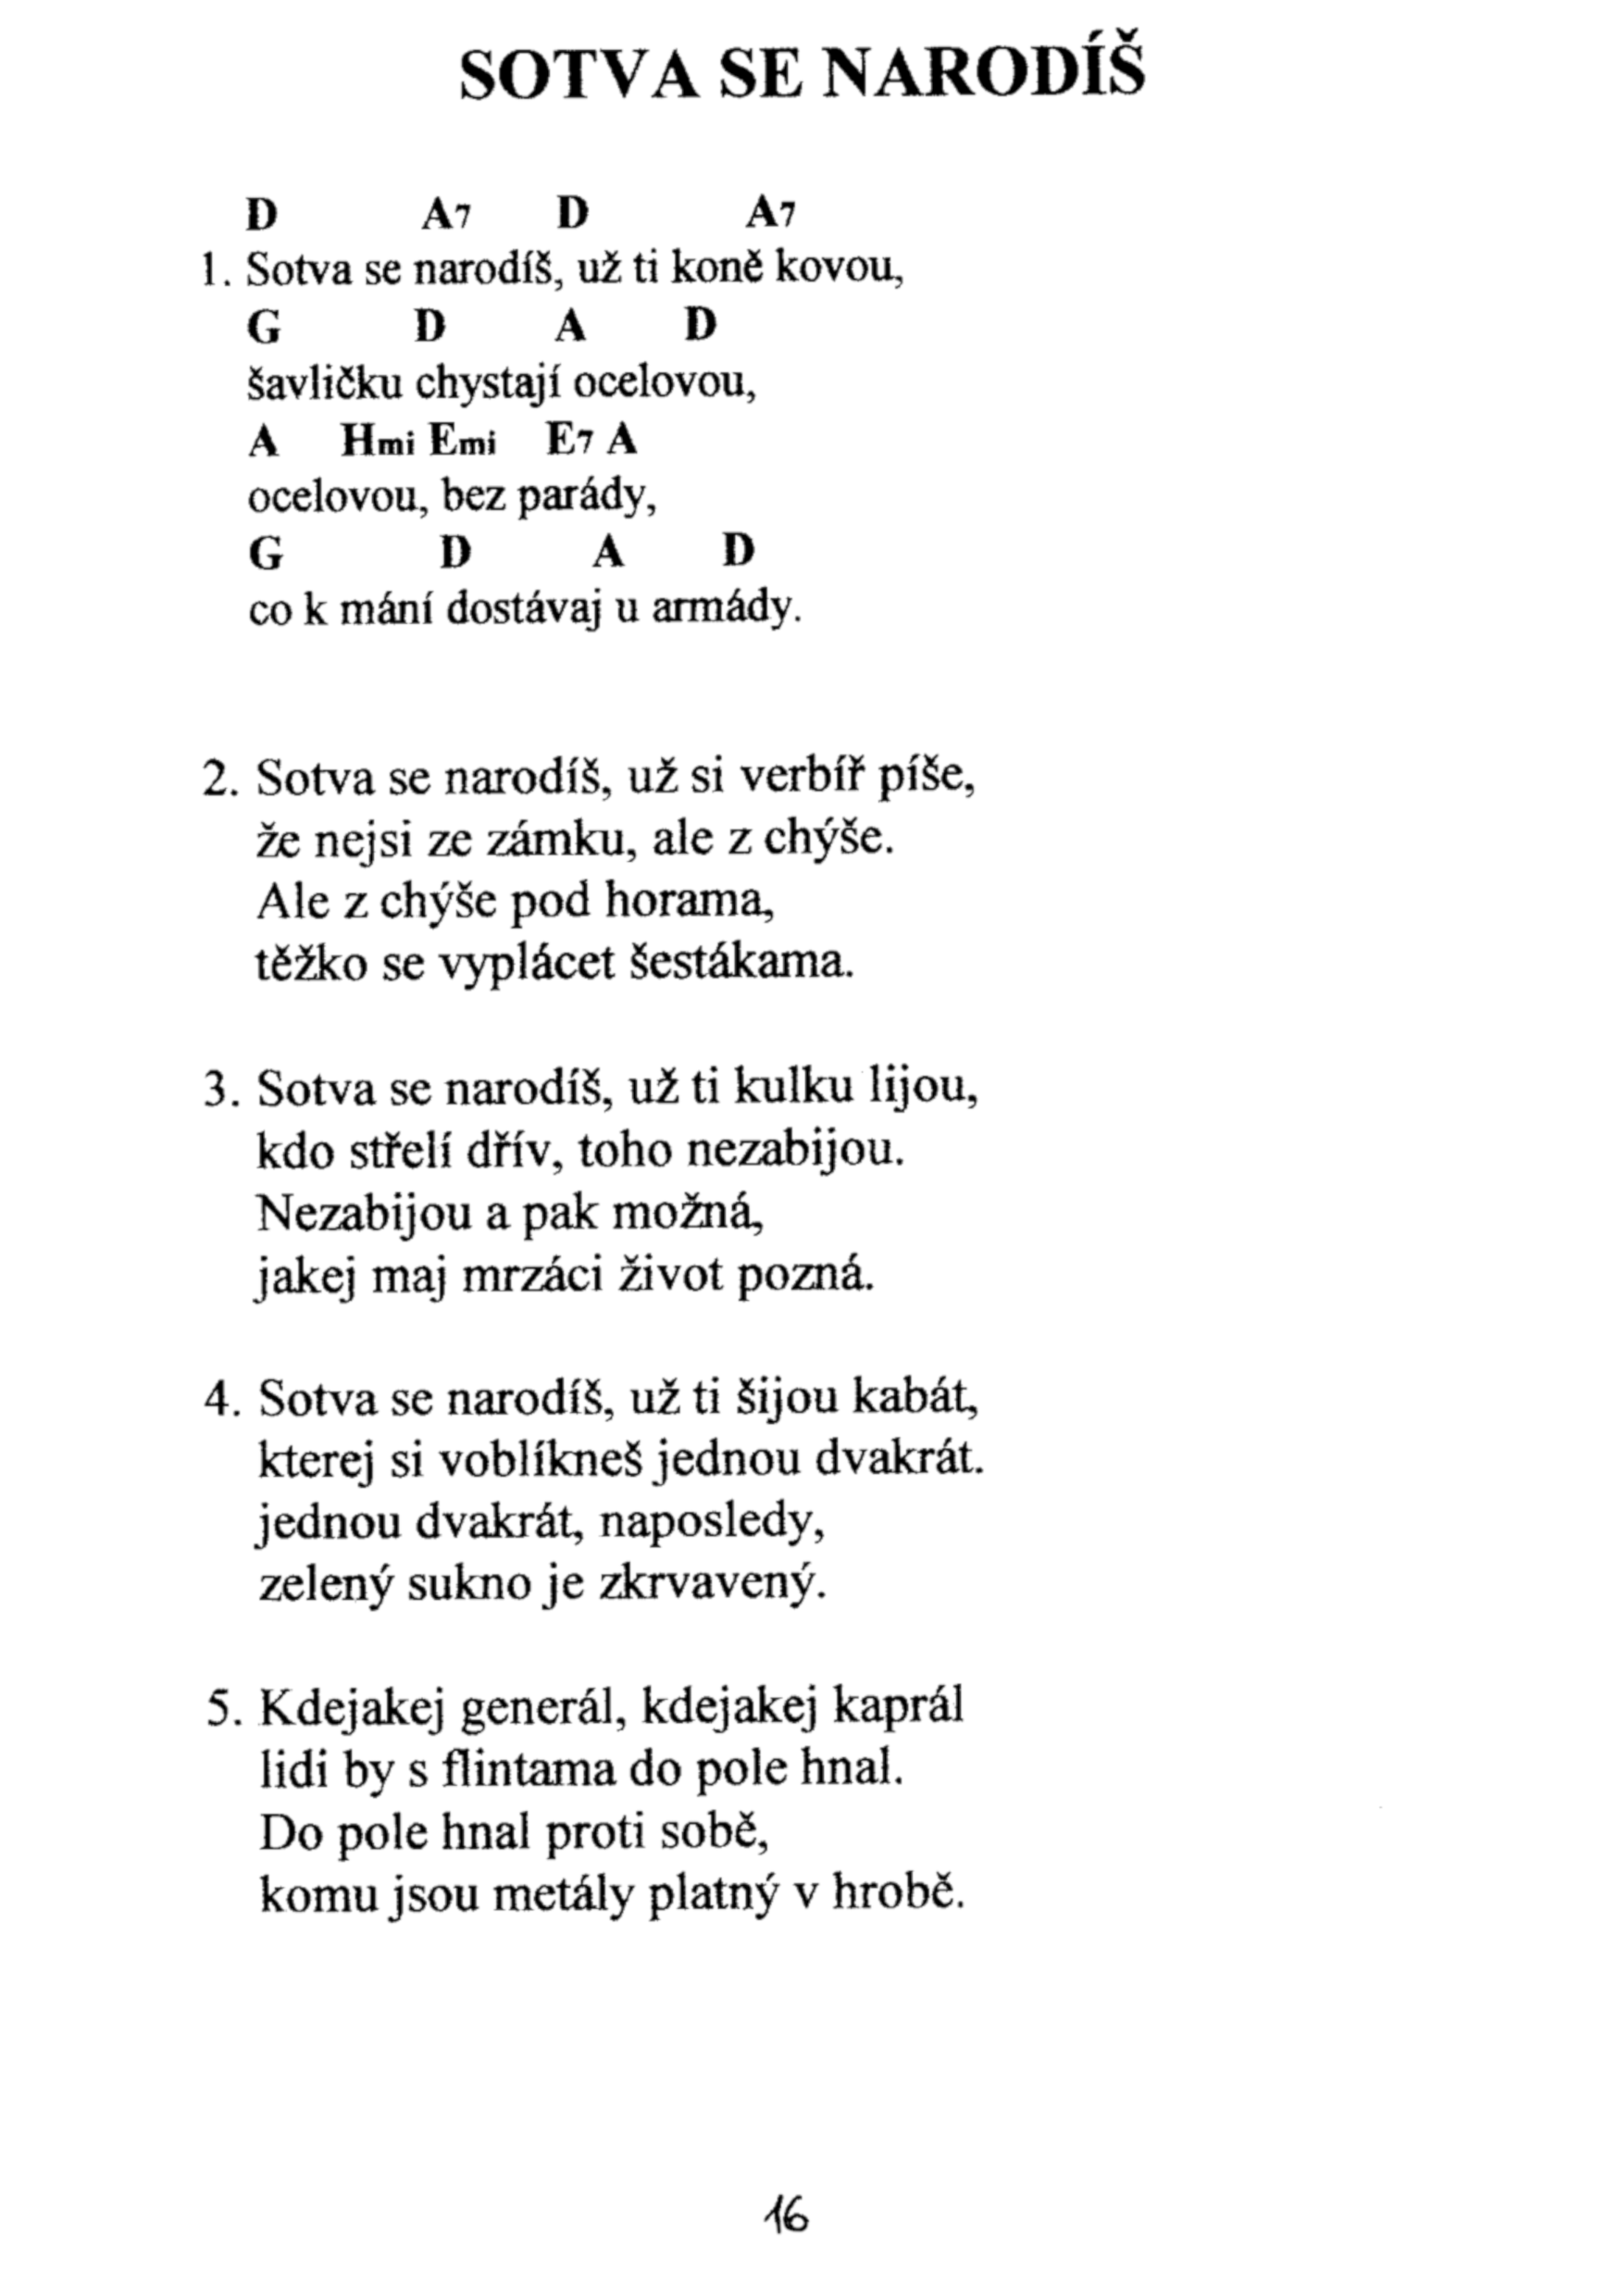 SOTVA SE NARODÍŠ
D A7 D A7
1. Sotva se narodíš, už ti koně kovou,
G D A D
šavličku chystají ocelovou,
A Hmi Emi E7 A
ocelovou, bez parády,
G D A D
co k mání dostávaj u armády.
2. Sotva se narodíš, už si verbíř píše,
že nejsi ze zámku, ale z chýše.
Ale z chýše pod horama,
těžko se vyplácet šestákama.
3. Sotva se narodíš, už ti kulku lijou,
kdo střelí dřív, toho nezabijou.
Nezabijou a pak možná,
jakej maj mrzáci život pozná.
4. Sotva se narodíš, už ti šijou kabát,
kterej si voblíkneš jednou dvakrát.
jednou dvakrát, naposledy,
zelený sukno je zkrvavený.
5. Kdejakej generál, kdejakej kaprál
lidi by s flintama do pole hnal.
Do pole hnal proti sobě,
komu jsou metály platný v hrobě.
16